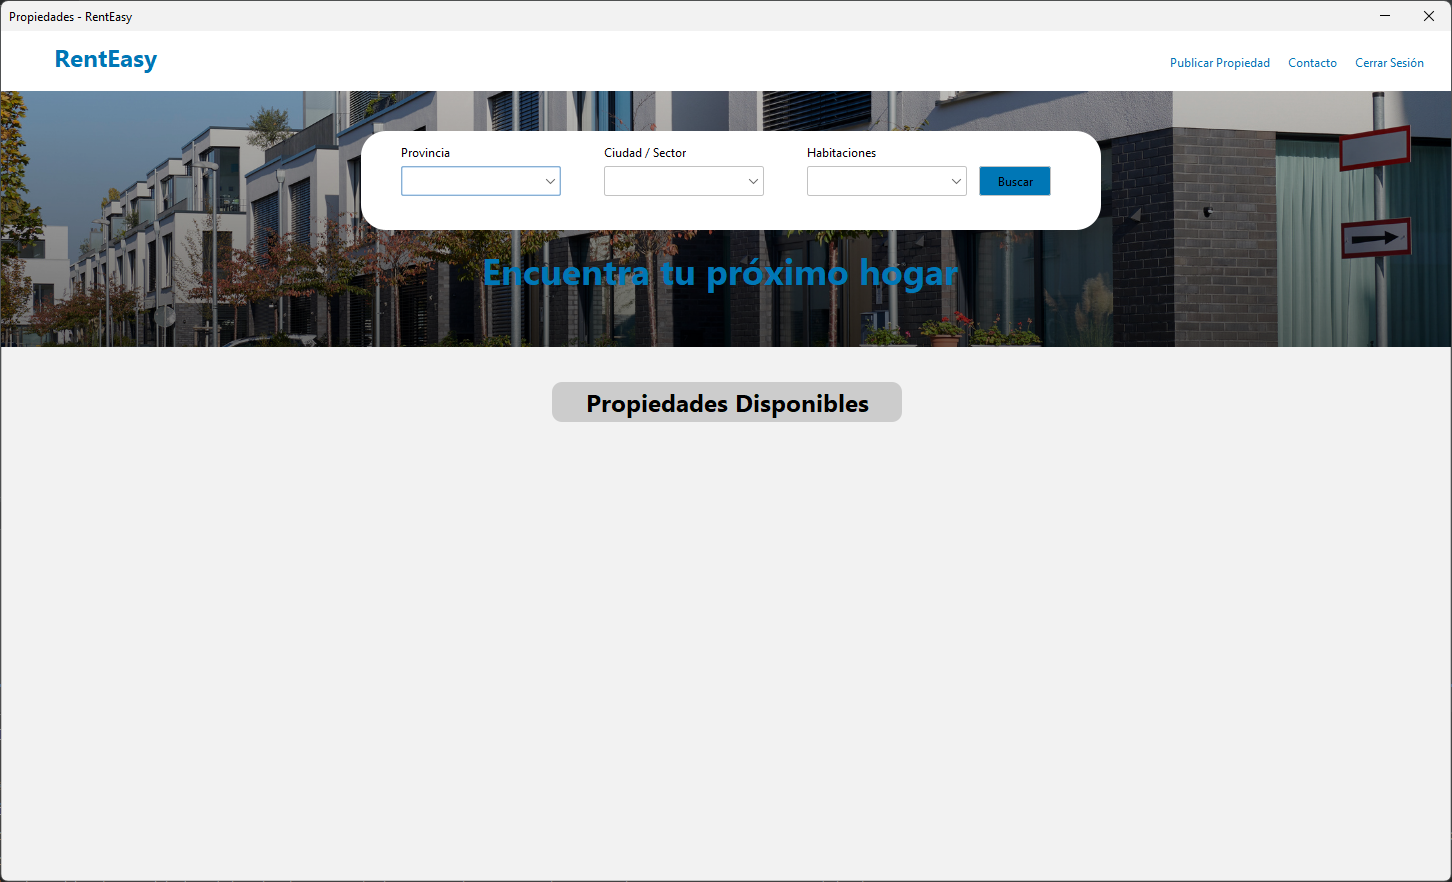 Propiedades - RentEasy
RentEasy
Publicar Propiedad
Contacto
Cerrar Sesión
Provincia
Ciudad / Sector
Habitaciones
Buscar
Encuentra tu próximo hogar
Propiedades Disponibles